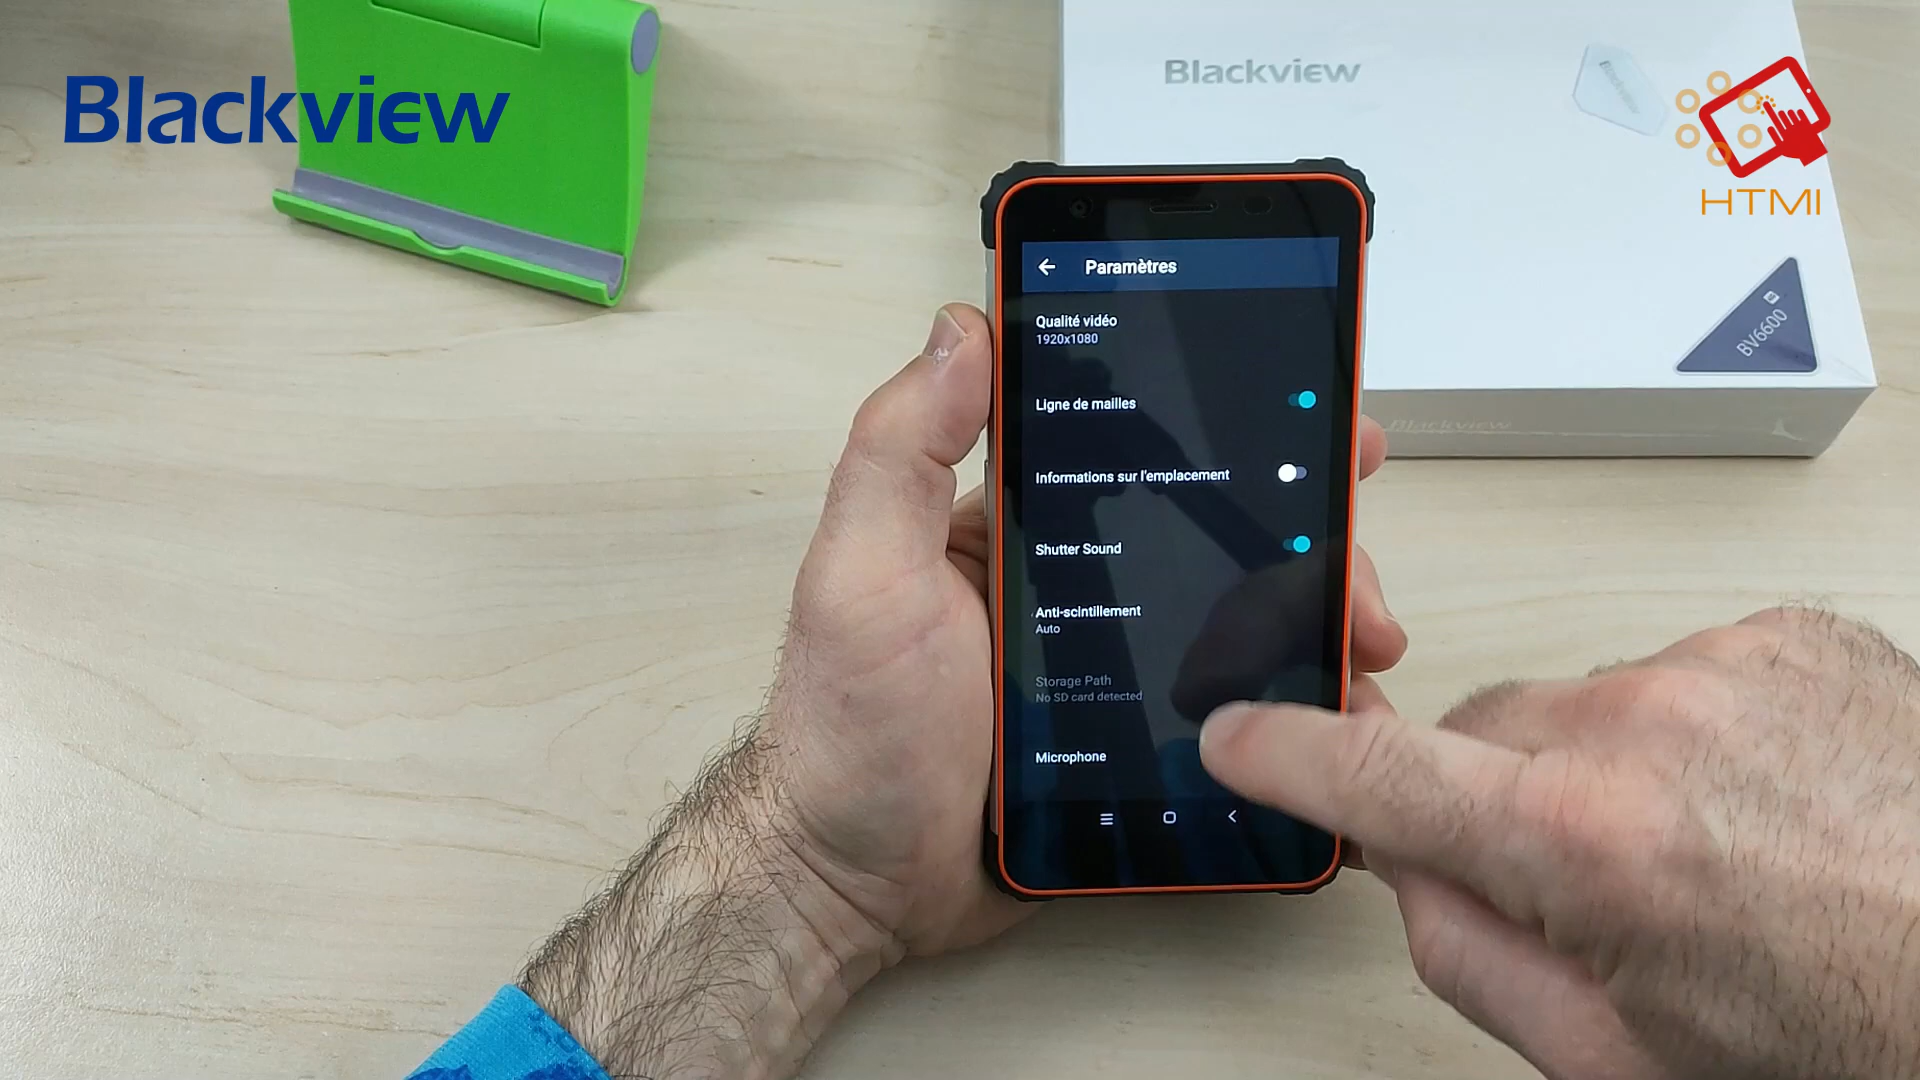 Blackview
Blackview
HTMI
BV6600
Blackview
Paramètres
Qualité vidéo
1920x1080
Ligne de mailles
Informations sur l'emplacement
Shutter Sound
Anti-scintillement
Auto
Storage Path
No SD card detected
Microphone